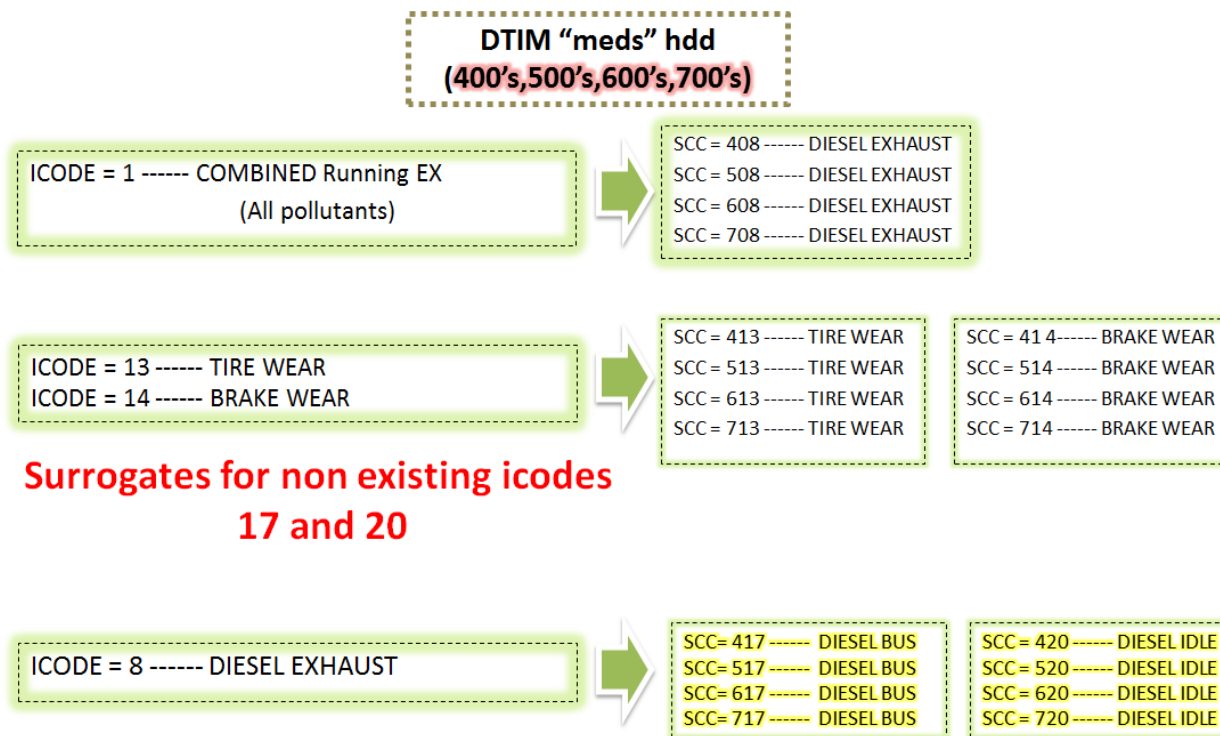 DTIM “meds” hdd
(400’s,500’s,600’s,700’s)
ICODE = 1 ------ COMBINED Running EX
(All pollutants)
SCC = 408 ------ DIESEL EXHAUST
SCC = 508 ------ DIESEL EXHAUST
SCC = 608 ------ DIESEL EXHAUST
SCC = 708 ------ DIESEL EXHAUST
ICODE = 13 ------ TIRE WEAR
ICODE = 14 ------ BRAKE WEAR
SCC = 413 ------ TIRE WEAR
SCC = 513 ------ TIRE WEAR
SCC = 613 ------ TIRE WEAR
SCC = 713 ------ TIRE WEAR
SCC = 41 4------ BRAKE WEAR
SCC = 514 ------ BRAKE WEAR
SCC = 614 ------ BRAKE WEAR
SCC = 714 ------ BRAKE WEAR
Surrogates for non existing icodes
17 and 20
ICODE = 8 ------ DIESEL EXHAUST
SCC= 417 ------ DIESEL BUS
SCC= 517 ------ DIESEL BUS
SCC= 617 ------ DIESEL BUS
SCC= 717 ------ DIESEL BUS
SCC = 420 ------ DIESEL IDLE
SCC = 520 ------ DIESEL IDLE
SCC = 620 ------ DIESEL IDLE
SCC = 720 ------ DIESEL IDLE